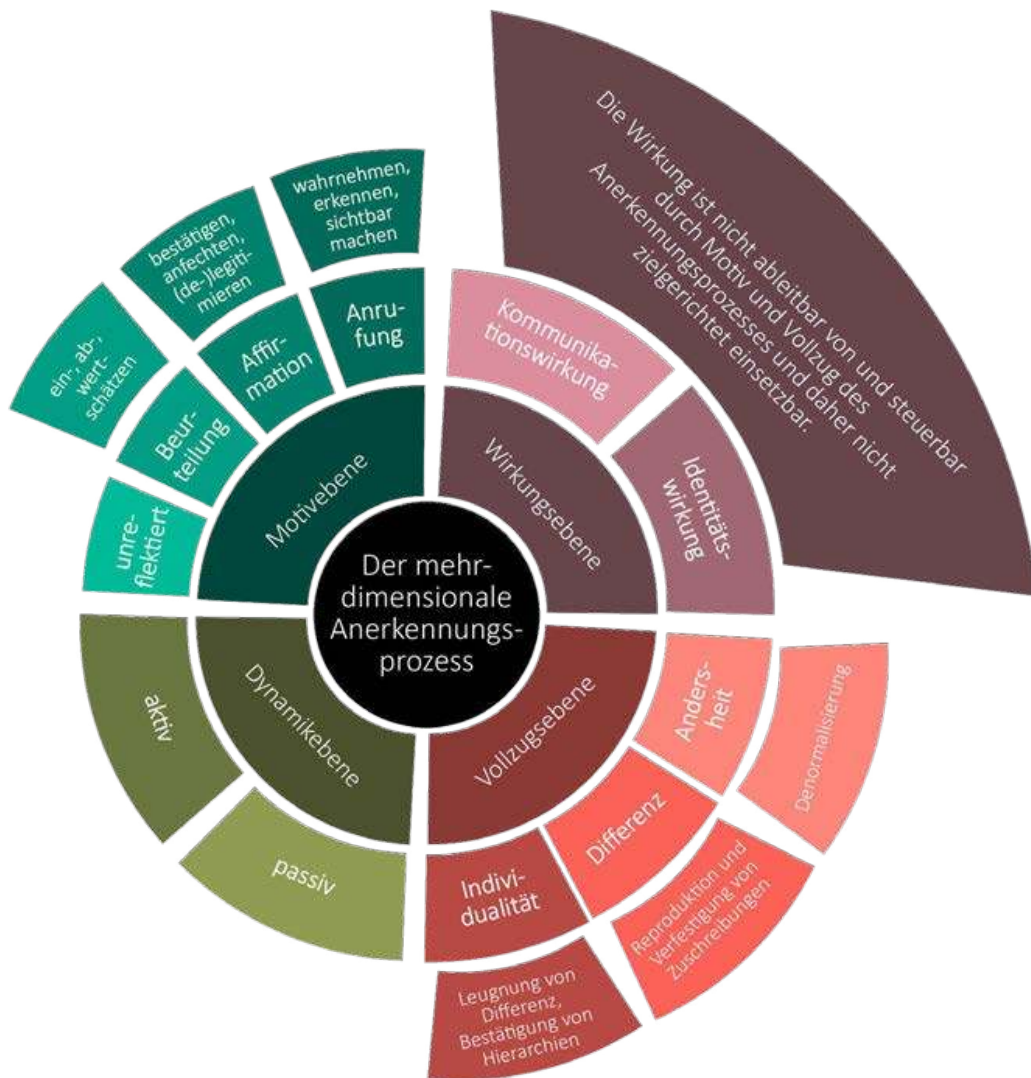 Der mehr-
dimensionale
Anerkennungs-
prozess
Motivebene
unre-
flektiert
Beur-
teilung
ein-, ab-,
wert-
schätzen
Affir-
mation
bestätigen,
anfechten,
(de-)legiti-
mieren
Anru-
fung
wahrnehmen,
erkennen,
sichtbar
machen
Wirkungsebene
Kommunika-
tionswirkung
Identitäts-
wirkung
Die Wirkung ist nicht ableitbar von und steuerbar
durch Motiv und Vollzug des
Anerkennungsprozesses und daher nicht
zielgerichtet einsetzbar.
Vollzugsebene
Anders-
heit
Denormalisierung
Differenz
Reproduktion und
Verfestigung von
Zuschreibungen
Indivi-
dualität
Leugnung von
Differenz,
Bestätigung von
Hierarchien
Dynamikebene
passiv
aktiv